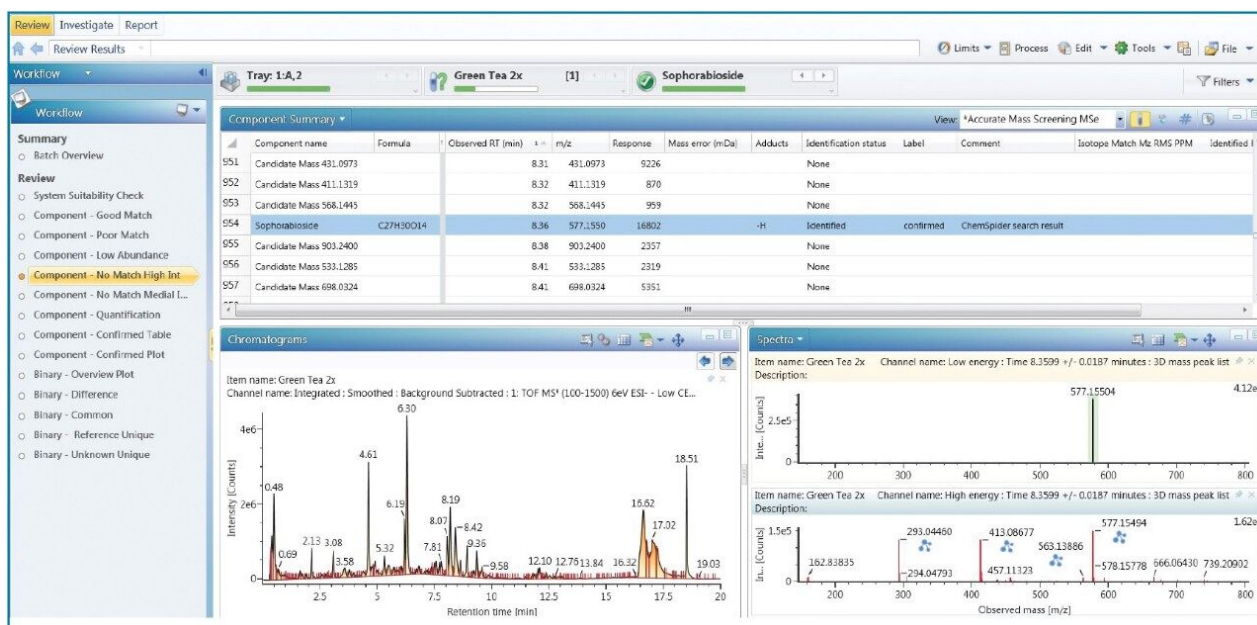 Review Investigate Report
Review Results
Limits Process Edit Tools File
Workflow
Tray: 1:A,2 Green Tea 2x [1] Sophorabioside
Filters
Workflow
Component Summary View: *Accurate Mass Screening MSe
Summary
Batch Overview
Review
System Suitability Check
Component - Good Match
Component - Poor Match
Component - Low Abundance
Component - No Match High Int
Component - No Match Medial I...
Component - Quantification
Component - Confirmed Table
Component - Confirmed Plot
Binary - Overview Plot
Binary - Difference
Binary - Common
Binary - Reference Unique
Binary - Unknown Unique
Component name Formula Observed RT (min) m/z Response Mass error (mDa) Adducts Identification status Label Comment Isotope Match Mz RMS PPM Identified
951 Candidate Mass 431.0973 8.31 431.0973 9226 None
952 Candidate Mass 411.1319 8.32 411.1319 870 None
953 Candidate Mass 568.1445 8.32 568.1445 959 None
954 Sophorabioside C27H30O14 8.36 577.1550 16802 -H Identified confirmed ChemSpider search result
955 Candidate Mass 903.2400 8.38 903.2400 2357 None
956 Candidate Mass 533.1285 8.41 533.1285 2319 None
957 Candidate Mass 698.0324 8.41 698.0324 5351 None
Chromatograms
Item name: Green Tea 2x
Channel name: Integrated : Smoothed : Background Subtracted : 1: TOF MSᴱ (100-1500) 6eV ESI- - Low CE...
Intensity [Counts]
4e6
2e6
0
0.48
0.69
2.13
3.08
3.58
4.61
5.32
6.19
6.30
7.81
8.07
8.19
8.42
9.36
9.58
12.10
12.76
13.84
16.32
16.62
17.02
18.51
19.03
2.5 5 7.5 10 12.5 15 17.5 20
Retention time [min]
Spectra
Item name: Green Tea 2x Channel name: Low energy : Time 8.3599 +/- 0.0187 minutes : 3D mass peak list
Description:
577.15504
4.12e
Inte... [Counts]
2.5e5
0
200 300 400 500 600 700 800
Item name: Green Tea 2x Channel name: High energy : Time 8.3599 +/- 0.0187 minutes : 3D mass peak list
Description:
1.62e
In... [Counts]
1.5e5
0
162.83835
293.04460
294.04793
413.08677
457.11323
563.13886
577.15494
578.15778
666.06430
739.20902
200 300 400 500 600 700 800
Observed mass [m/z]